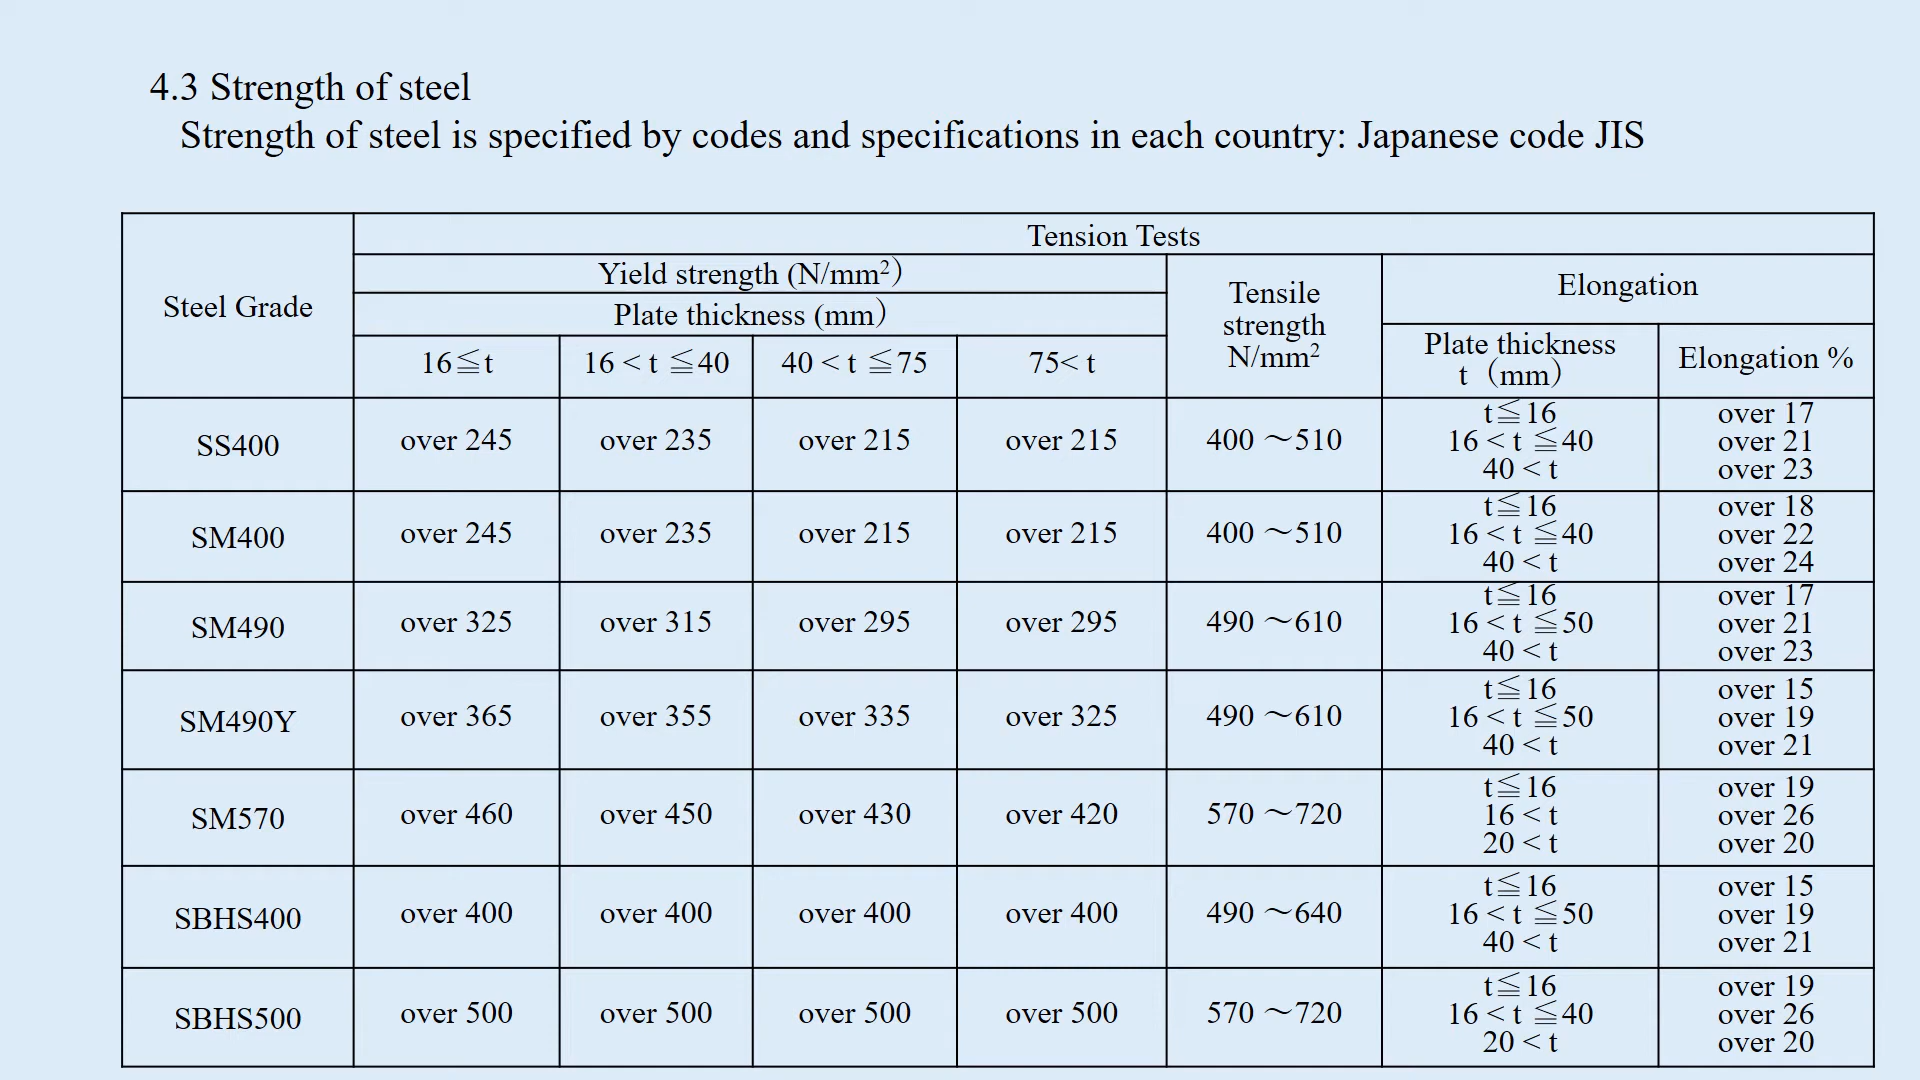 4.3 Strength of steel
Strength of steel is specified by codes and specifications in each country: Japanese code JIS
Steel Grade
Tension Tests
Yield strength (N/mm²)
Plate thickness (mm)
16≦t
16 < t ≦40
40 < t ≦75
75< t
Tensile
strength
N/mm²
Elongation
Plate thickness
t (mm)
Elongation %
SS400
over 245
over 235
over 215
over 215
400 ～510
t≦16
16 < t ≦40
40 < t
over 17
over 21
over 23
SM400
over 245
over 235
over 215
over 215
400 ～510
t≦16
16 < t ≦40
40 < t
over 18
over 22
over 24
SM490
over 325
over 315
over 295
over 295
490 ～610
t≦16
16 < t ≦50
40 < t
over 17
over 21
over 23
SM490Y
over 365
over 355
over 335
over 325
490 ～610
t≦16
16 < t ≦50
40 < t
over 15
over 19
over 21
SM570
over 460
over 450
over 430
over 420
570 ～720
t≦16
16 < t
20 < t
over 19
over 26
over 20
SBHS400
over 400
over 400
over 400
over 400
490 ～640
t≦16
16 < t ≦50
40 < t
over 15
over 19
over 21
SBHS500
over 500
over 500
over 500
over 500
570 ～720
t≦16
16 < t ≦40
20 < t
over 19
over 26
over 20